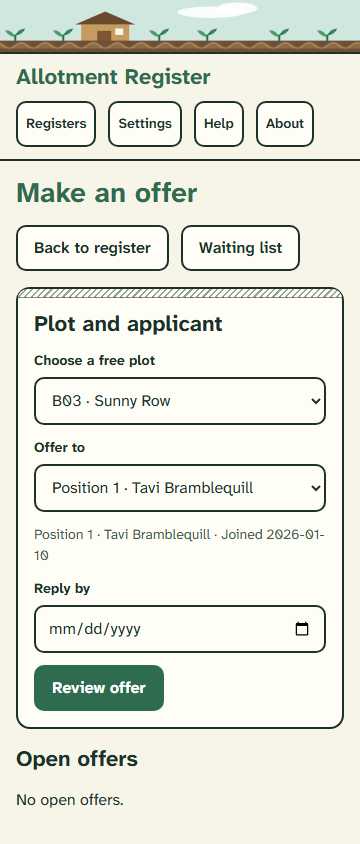 Allotment Register
Registers
Settings
Help
About
Make an offer
Back to register
Waiting list
Plot and applicant
Choose a free plot
B03 · Sunny Row
Offer to
Position 1 · Tavi Bramblequill
Position 1 · Tavi Bramblequill · Joined 2026-01-
10
Reply by
mm/dd/yyyy
Review offer
Open offers
No open offers.